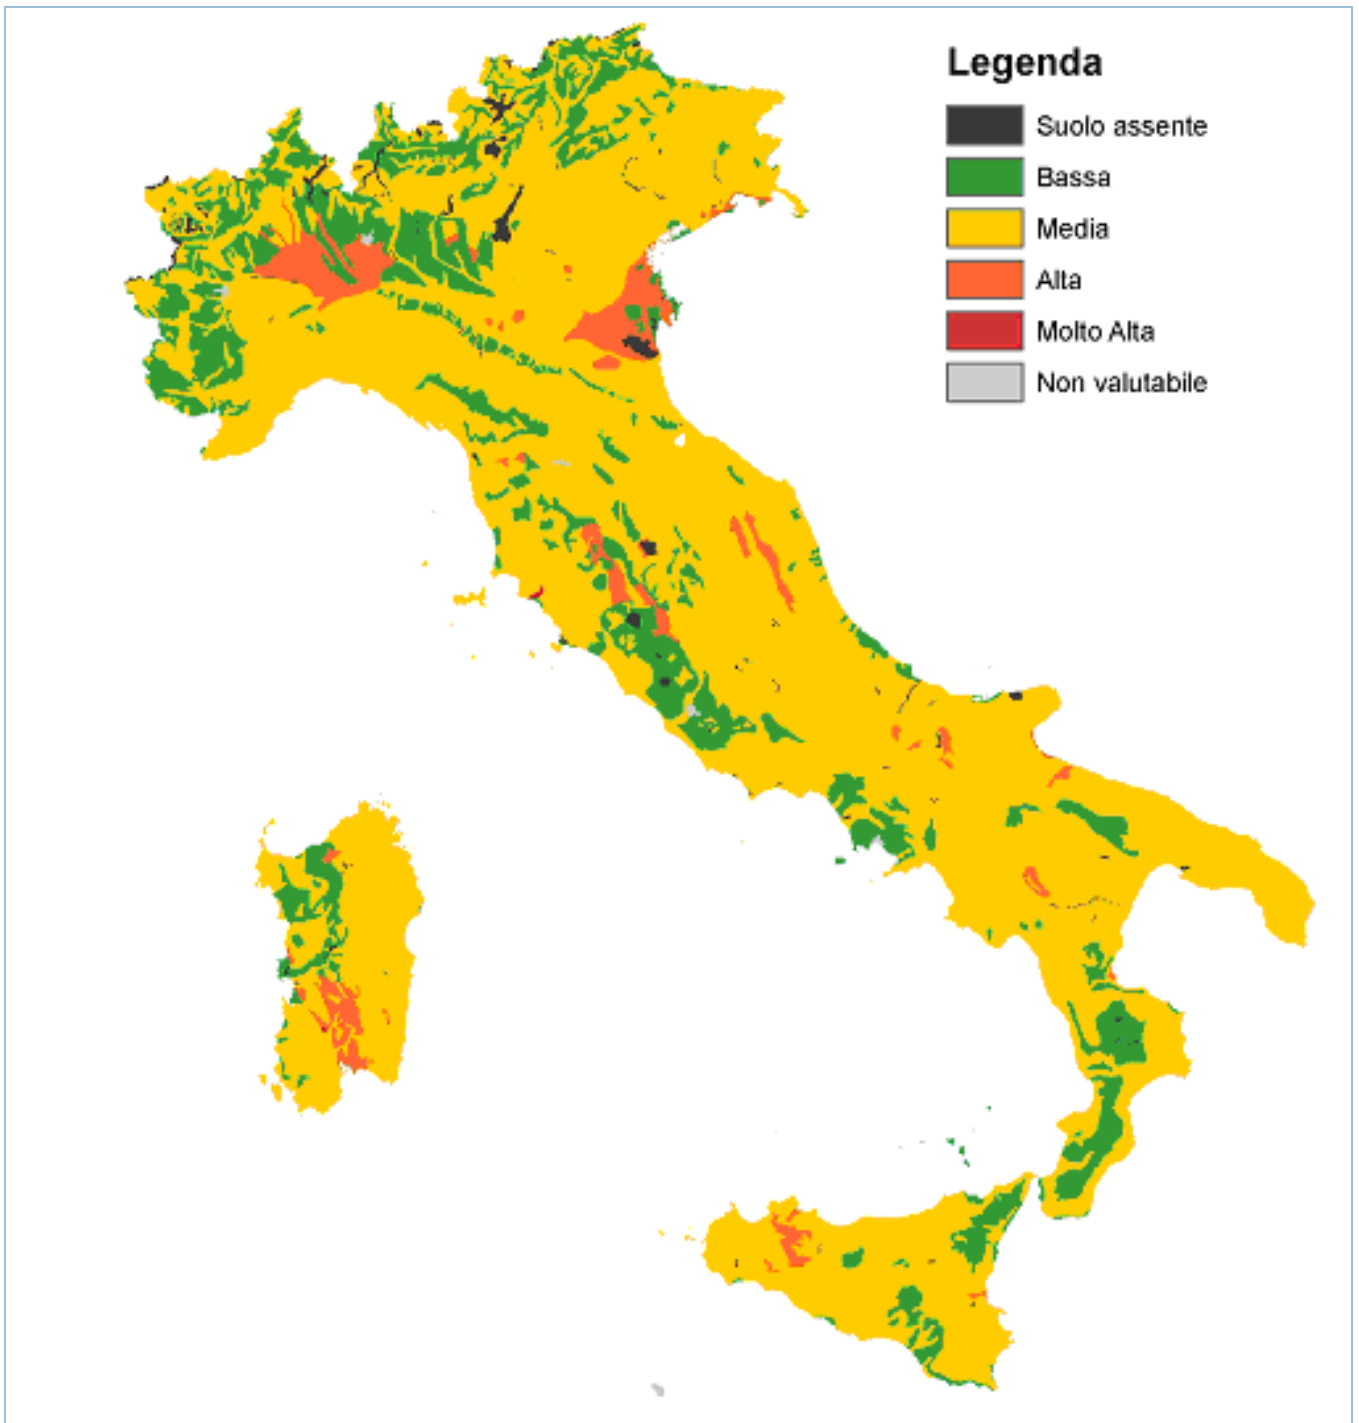 Legenda
Suolo assente
Bassa
Media
Alta
Molto Alta
Non valutabile